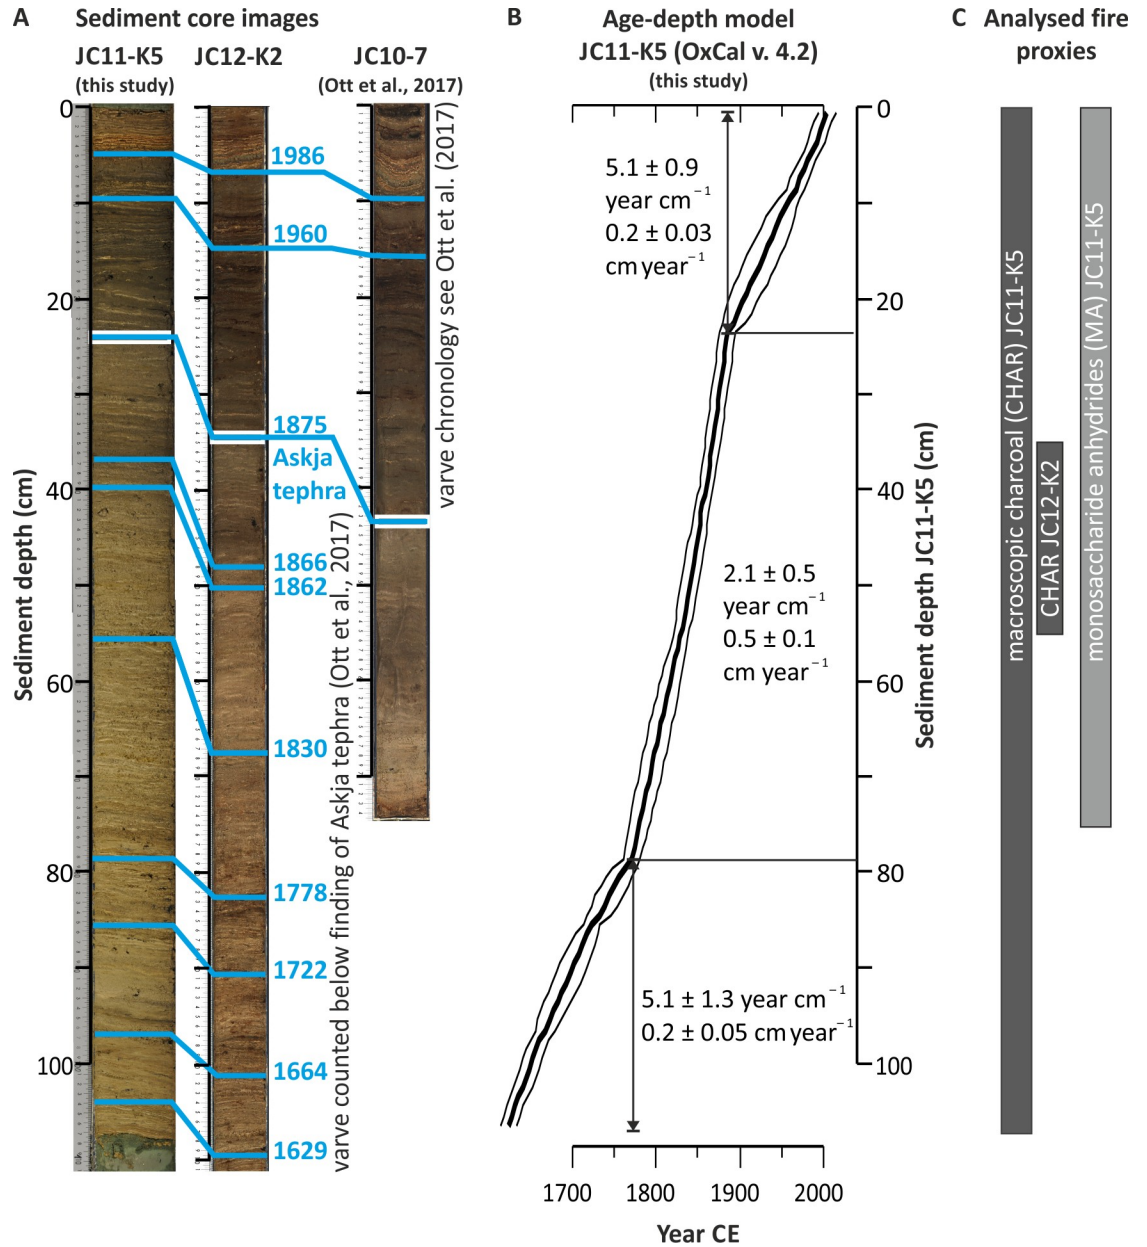 A
Sediment core images
JC11-K5
(this study)
JC12-K2
JC10-7
(Ott et al., 2017)
0
20
40
60
80
100
Sediment depth (cm)
1986
1960
1875
Askja
tephra
1866
1862
1830
1778
1722
1664
1629
varve chronology see Ott et al. (2017)
varve counted below finding of Askja tephra (Ott et al., 2017)
B
Age-depth model
JC11-K5 (OxCal v. 4.2)
(this study)
5.1 ± 0.9
year cm⁻¹
0.2 ± 0.03
cm year⁻¹
2.1 ± 0.5
year cm⁻¹
0.5 ± 0.1
cm year⁻¹
5.1 ± 1.3 year cm⁻¹
0.2 ± 0.05 cm year⁻¹
0
20
40
60
80
100
Sediment depth JC11-K5 (cm)
1700
1800
1900
2000
Year CE
C
Analysed fire
proxies
macroscopic charcoal (CHAR) JC11-K5
CHAR JC12-K2
monosaccharide anhydrides (MA) JC11-K5